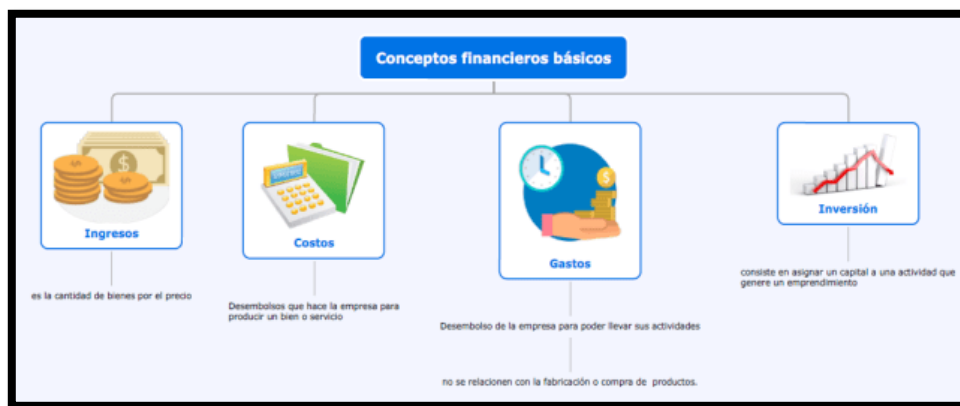 Conceptos financieros básicos
Ingresos
es la cantidad de bienes por el precio
Costos
Desembolsos que hace la empresa para
producir un bien o servicio
Gastos
Desembolso de la empresa para poder llevar sus actividades
no se relacionen con la fabricación o compra de productos.
Inversión
consiste en asignar un capital a una actividad que
genere un emprendimiento